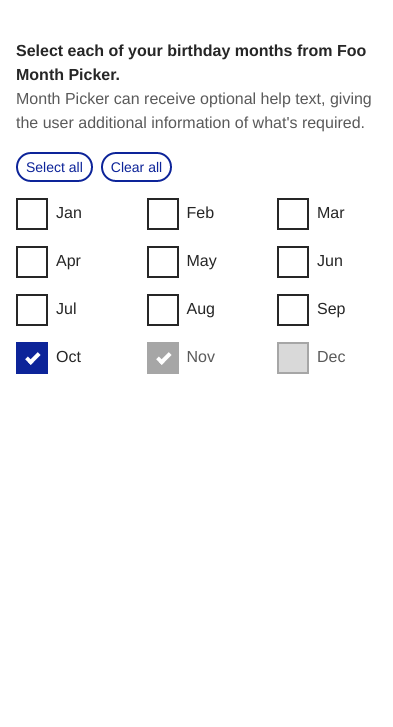 Select each of your birthday months from Foo
Month Picker.
Month Picker can receive optional help text, giving
the user additional information of what's required.
Select all Clear all
Jan Feb Mar
Apr May Jun
Jul Aug Sep
Oct Nov Dec